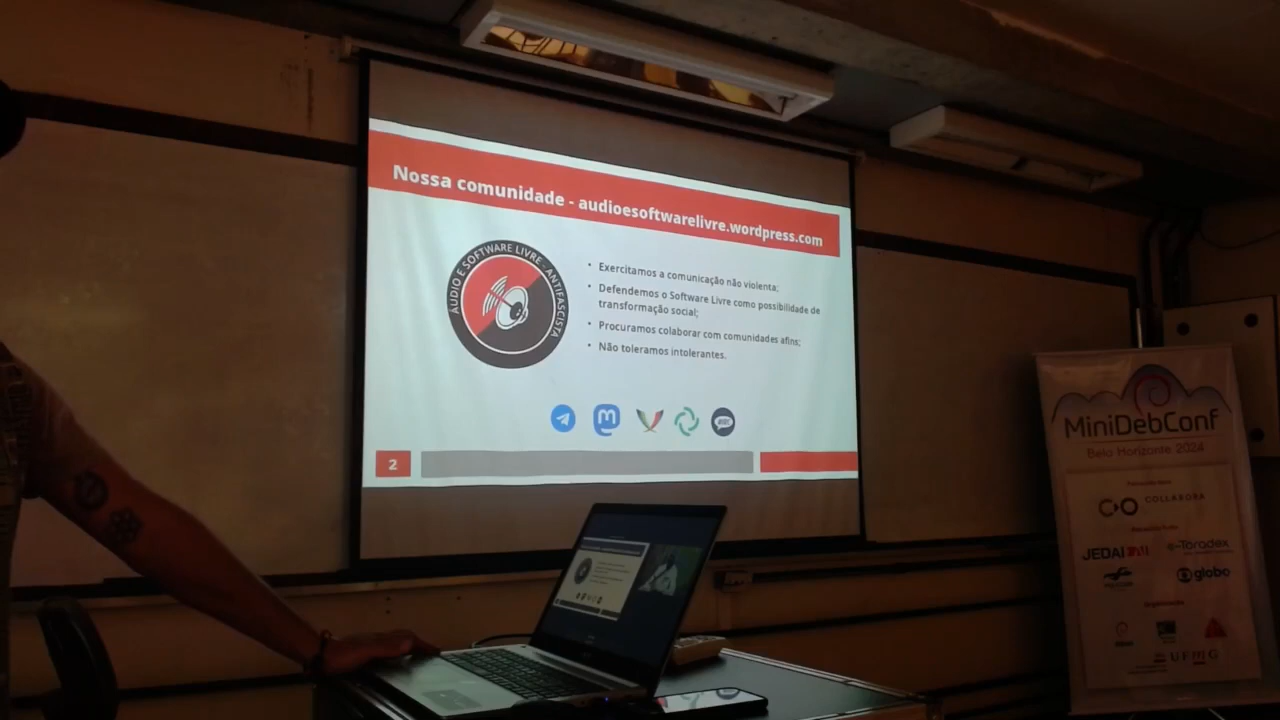 Nossa comunidade - audioesoftwarelivre.wordpress.com
ÁUDIO E SOFTWARE LIVRE - ANTIFASCISTA
• Exercitamos a comunicação não violenta;
• Defendemos o Software Livre como possibilidade de
transformação social;
• Procuramos colaborar com comunidades afins;
• Não toleramos intolerantes.
2
MiniDebConf
Belo Horizonte 2024
COLLABORA
JEDAI
Toradex
globo
UFMG